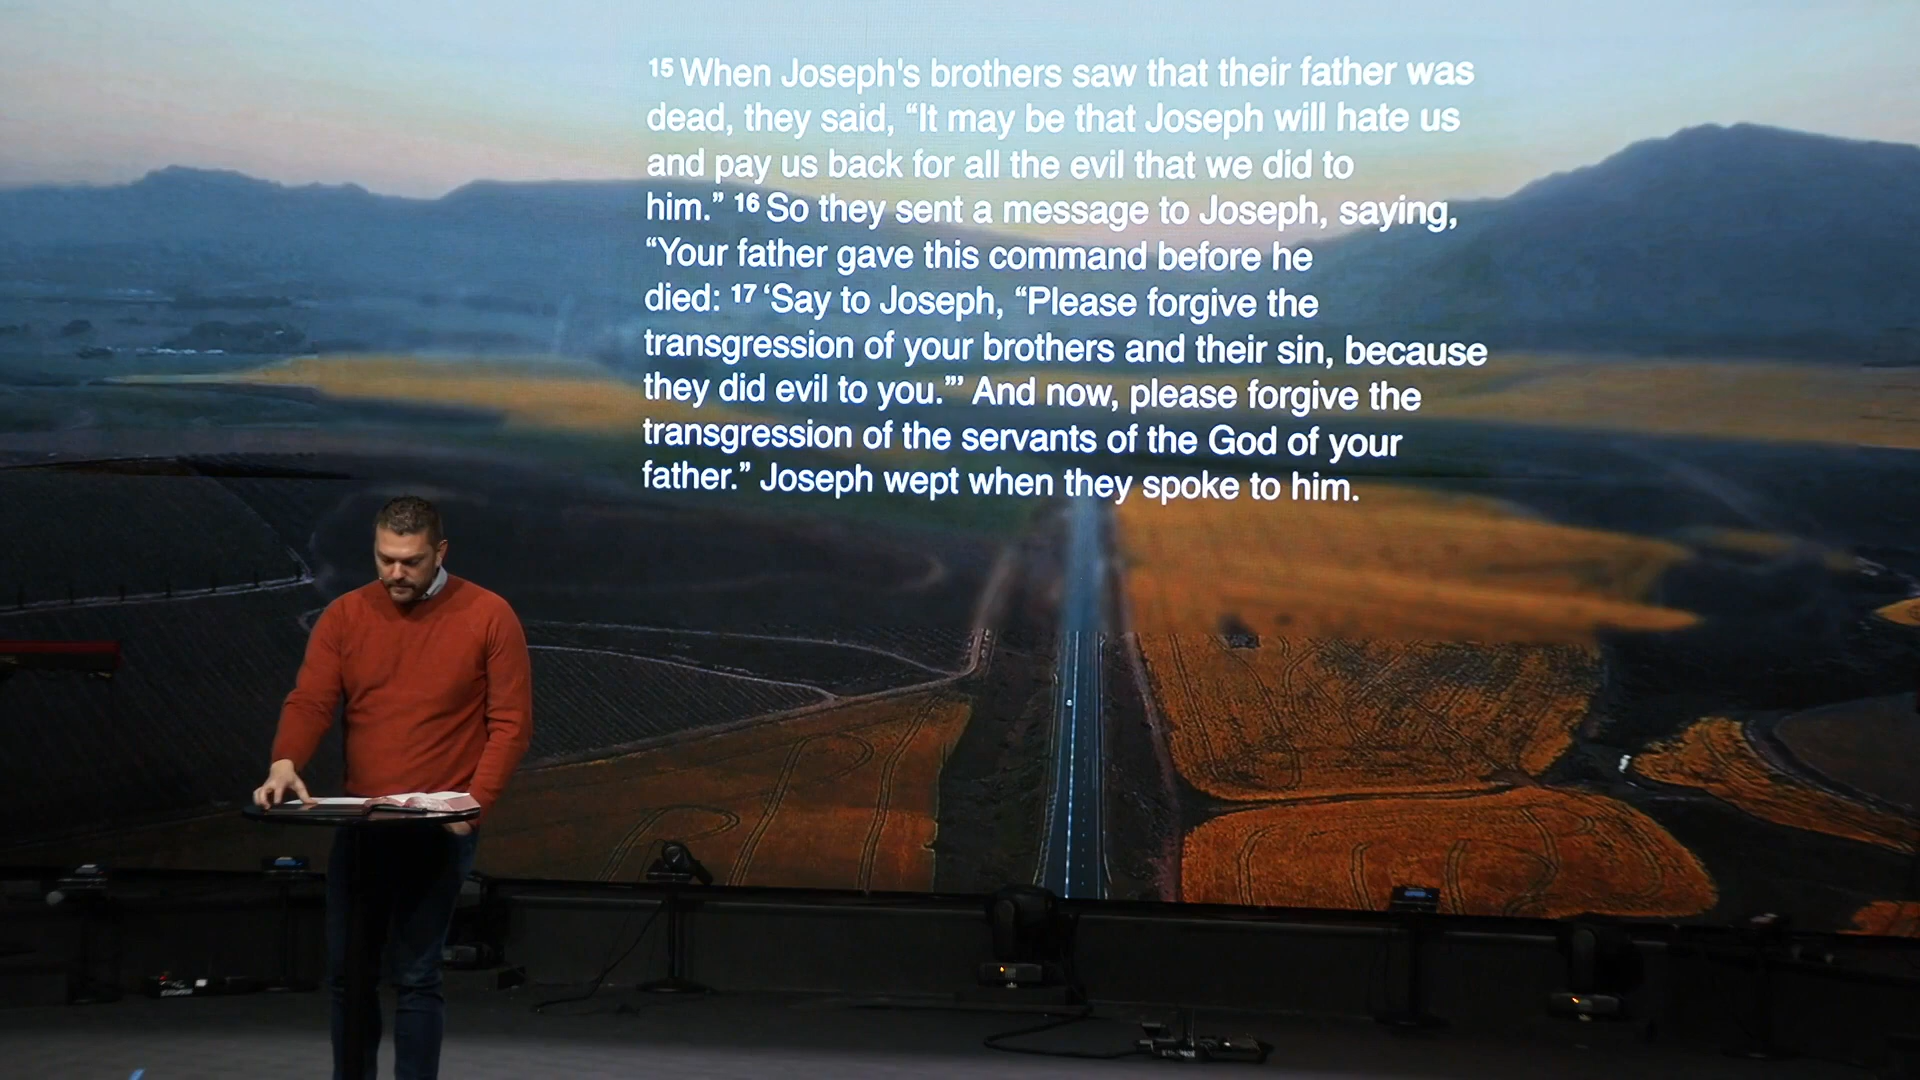 15 When Joseph's brothers saw that their father was
dead, they said, “It may be that Joseph will hate us
and pay us back for all the evil that we did to
him.” 16 So they sent a message to Joseph, saying,
“Your father gave this command before he
died: 17 ‘Say to Joseph, “Please forgive the
transgression of your brothers and their sin, because
they did evil to you.”’ And now, please forgive the
transgression of the servants of the God of your
father.” Joseph wept when they spoke to him.